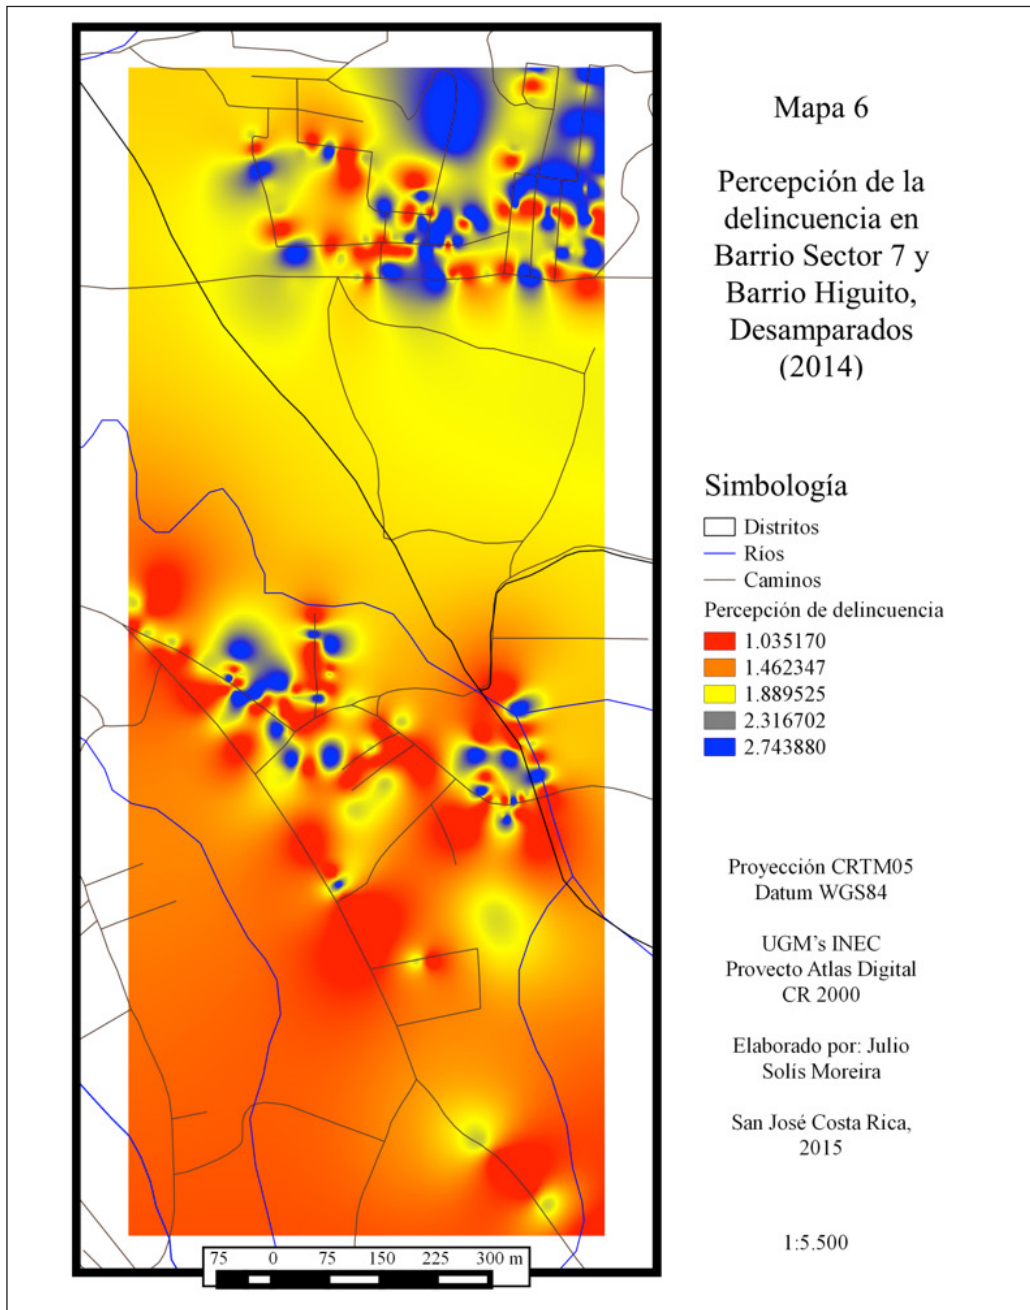 Mapa 6
Percepción de la
delincuencia en
Barrio Sector 7 y
Barrio Higuito,
Desamparados
(2014)
Simbología
Distritos
Ríos
Caminos
Percepción de delincuencia
1.035170
1.462347
1.889525
2.316702
2.743880
Proyección CRTM05
Datum WGS84
UGM's INEC
Provecto Atlas Digital
CR 2000
Elaborado por: Julio
Solís Moreira
San José Costa Rica,
2015
1:5.500
75 0 75 150 225 300 m